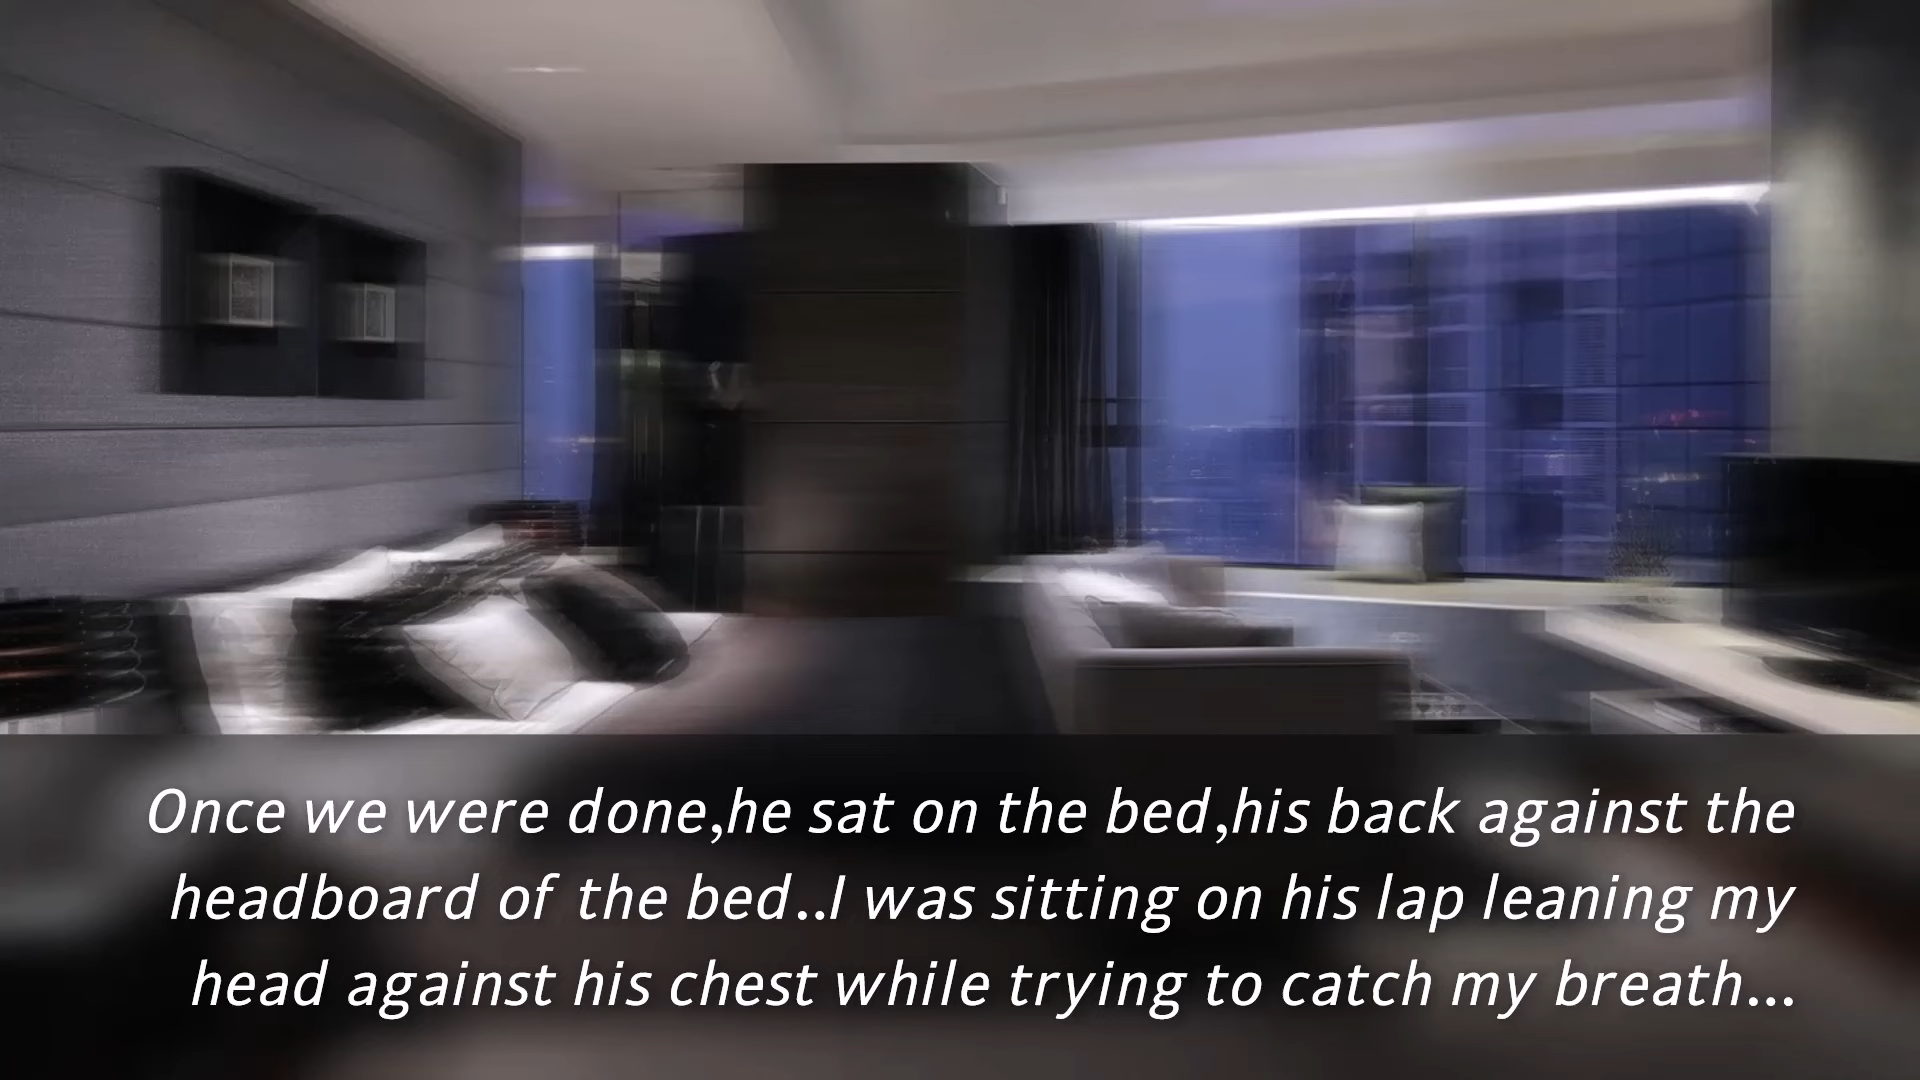 Once we were done,he sat on the bed,his back against the
headboard of the bed..I was sitting on his lap leaning my
head against his chest while trying to catch my breath...